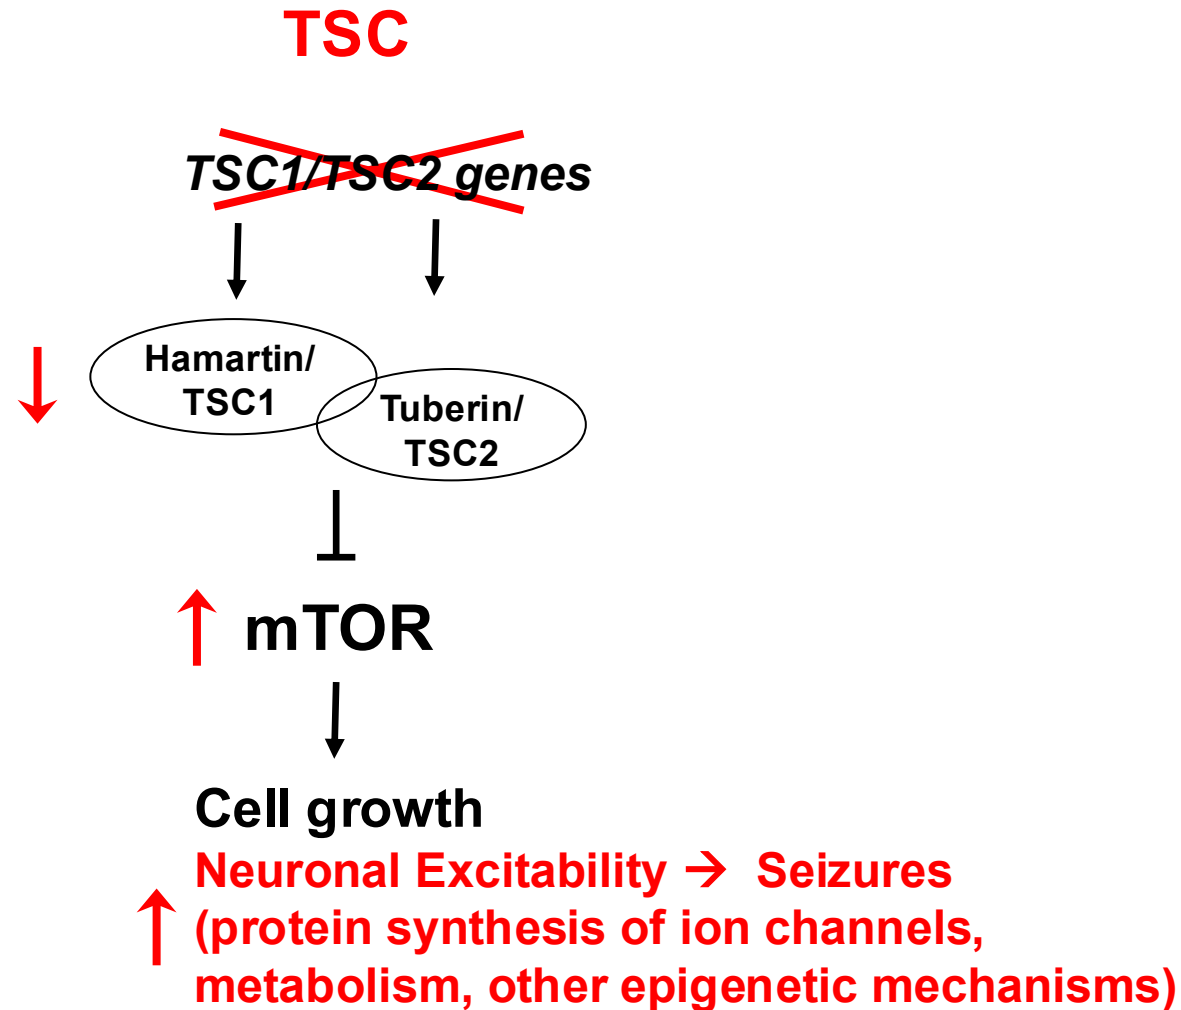 TSC
TSC1/TSC2 genes
Hamartin/
TSC1
Tuberin/
TSC2
mTOR
Cell growth
Neuronal Excitability → Seizures
(protein synthesis of ion channels,
metabolism, other epigenetic mechanisms)